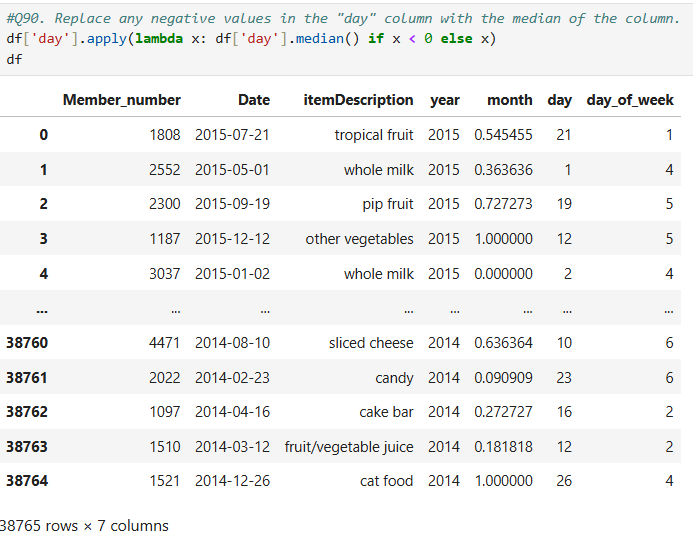 #Q90. Replace any negative values in the "day" column with the median of the column.
df['day'].apply(lambda x: df['day'].median() if x < 0 else x)
df
Member_number Date itemDescription year month day day_of_week
0 1808 2015-07-21 tropical fruit 2015 0.545455 21 1
1 2552 2015-05-01 whole milk 2015 0.363636 1 4
2 2300 2015-09-19 pip fruit 2015 0.727273 19 5
3 1187 2015-12-12 other vegetables 2015 1.000000 12 5
4 3037 2015-01-02 whole milk 2015 0.000000 2 4
... ... ... ... ... ... ... ...
38760 4471 2014-08-10 sliced cheese 2014 0.636364 10 6
38761 2022 2014-02-23 candy 2014 0.090909 23 6
38762 1097 2014-04-16 cake bar 2014 0.272727 16 2
38763 1510 2014-03-12 fruit/vegetable juice 2014 0.181818 12 2
38764 1521 2014-12-26 cat food 2014 1.000000 26 4
38765 rows × 7 columns